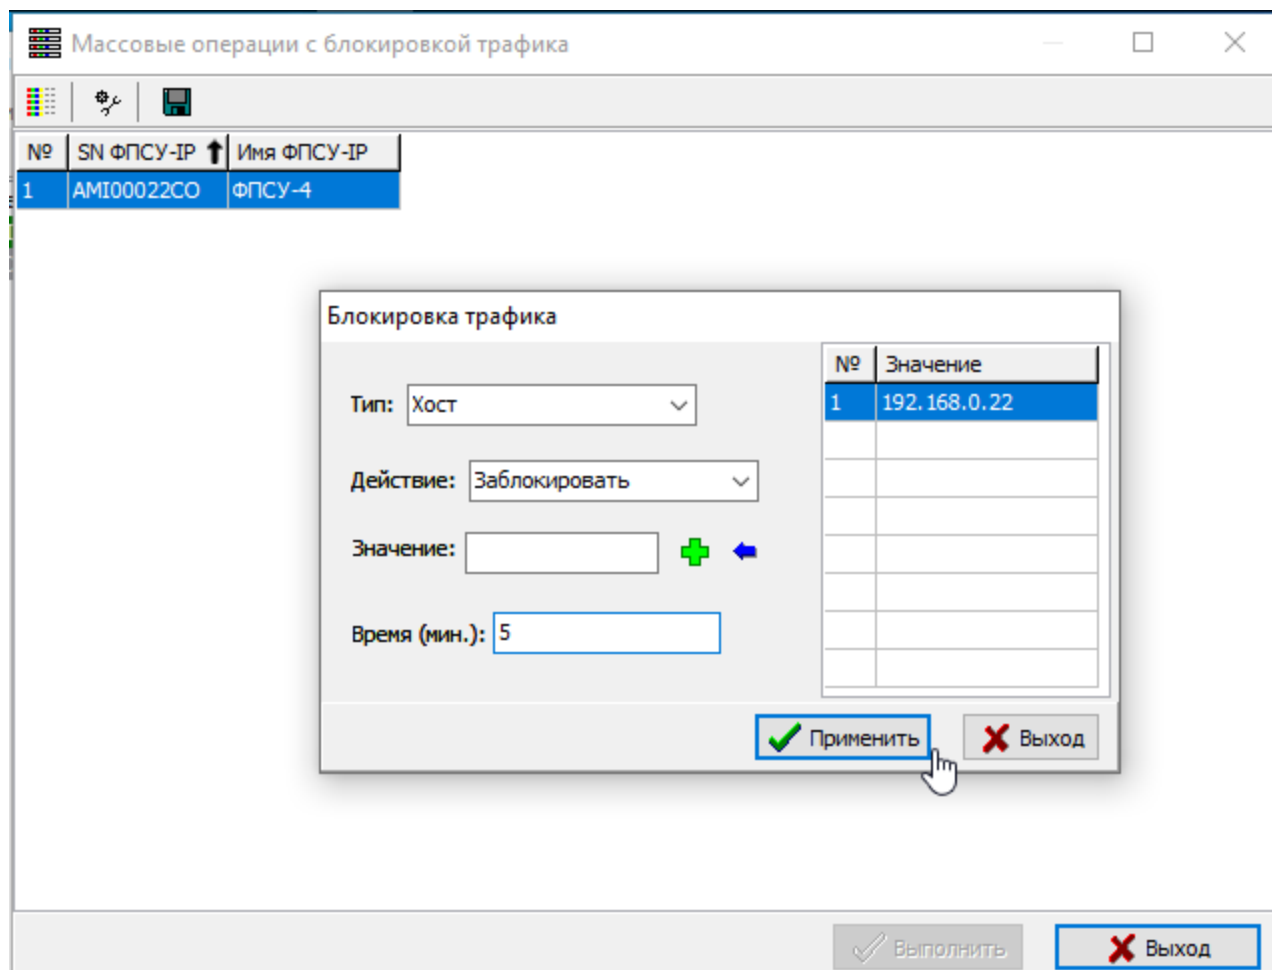 Массовые операции с блокировкой трафика
№ SN ФПСУ-IP Имя ФПСУ-IP
1 AMI00022CO ФПСУ-4
Блокировка трафика
Тип: Хост
Действие: Заблокировать
Значение:
Время (мин.): 5
№ Значение
1 192.168.0.22
Применить Выход
Выполнить Выход